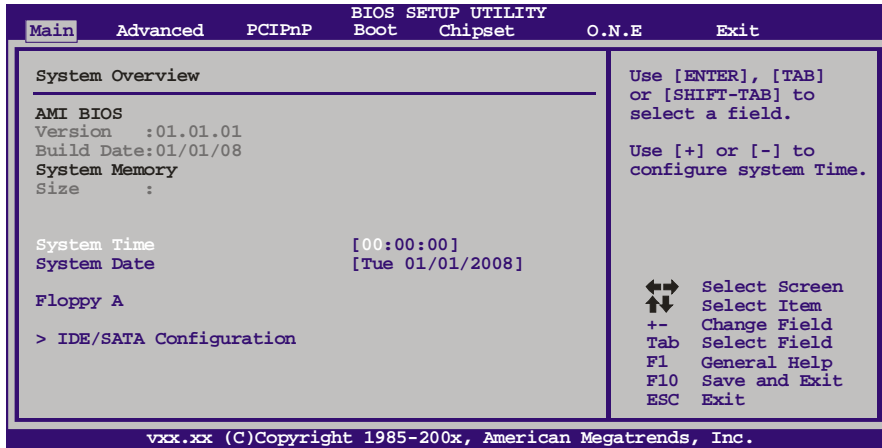 BIOS SETUP UTILITY
Main Advanced PCIPnP Boot Chipset O.N.E Exit
System Overview
AMI BIOS
Version :01.01.01
Build Date:01/01/08
System Memory
Size :
System Time [00:00:00]
System Date [Tue 01/01/2008]
Floppy A
> IDE/SATA Configuration
Use [ENTER], [TAB]
or [SHIFT-TAB] to
select a field.
Use [+] or [-] to
configure system Time.
Select Screen
Select Item
+- Change Field
Tab Select Field
F1 General Help
F10 Save and Exit
ESC Exit
vxx.xx (C)Copyright 1985-200x, American Megatrends, Inc.